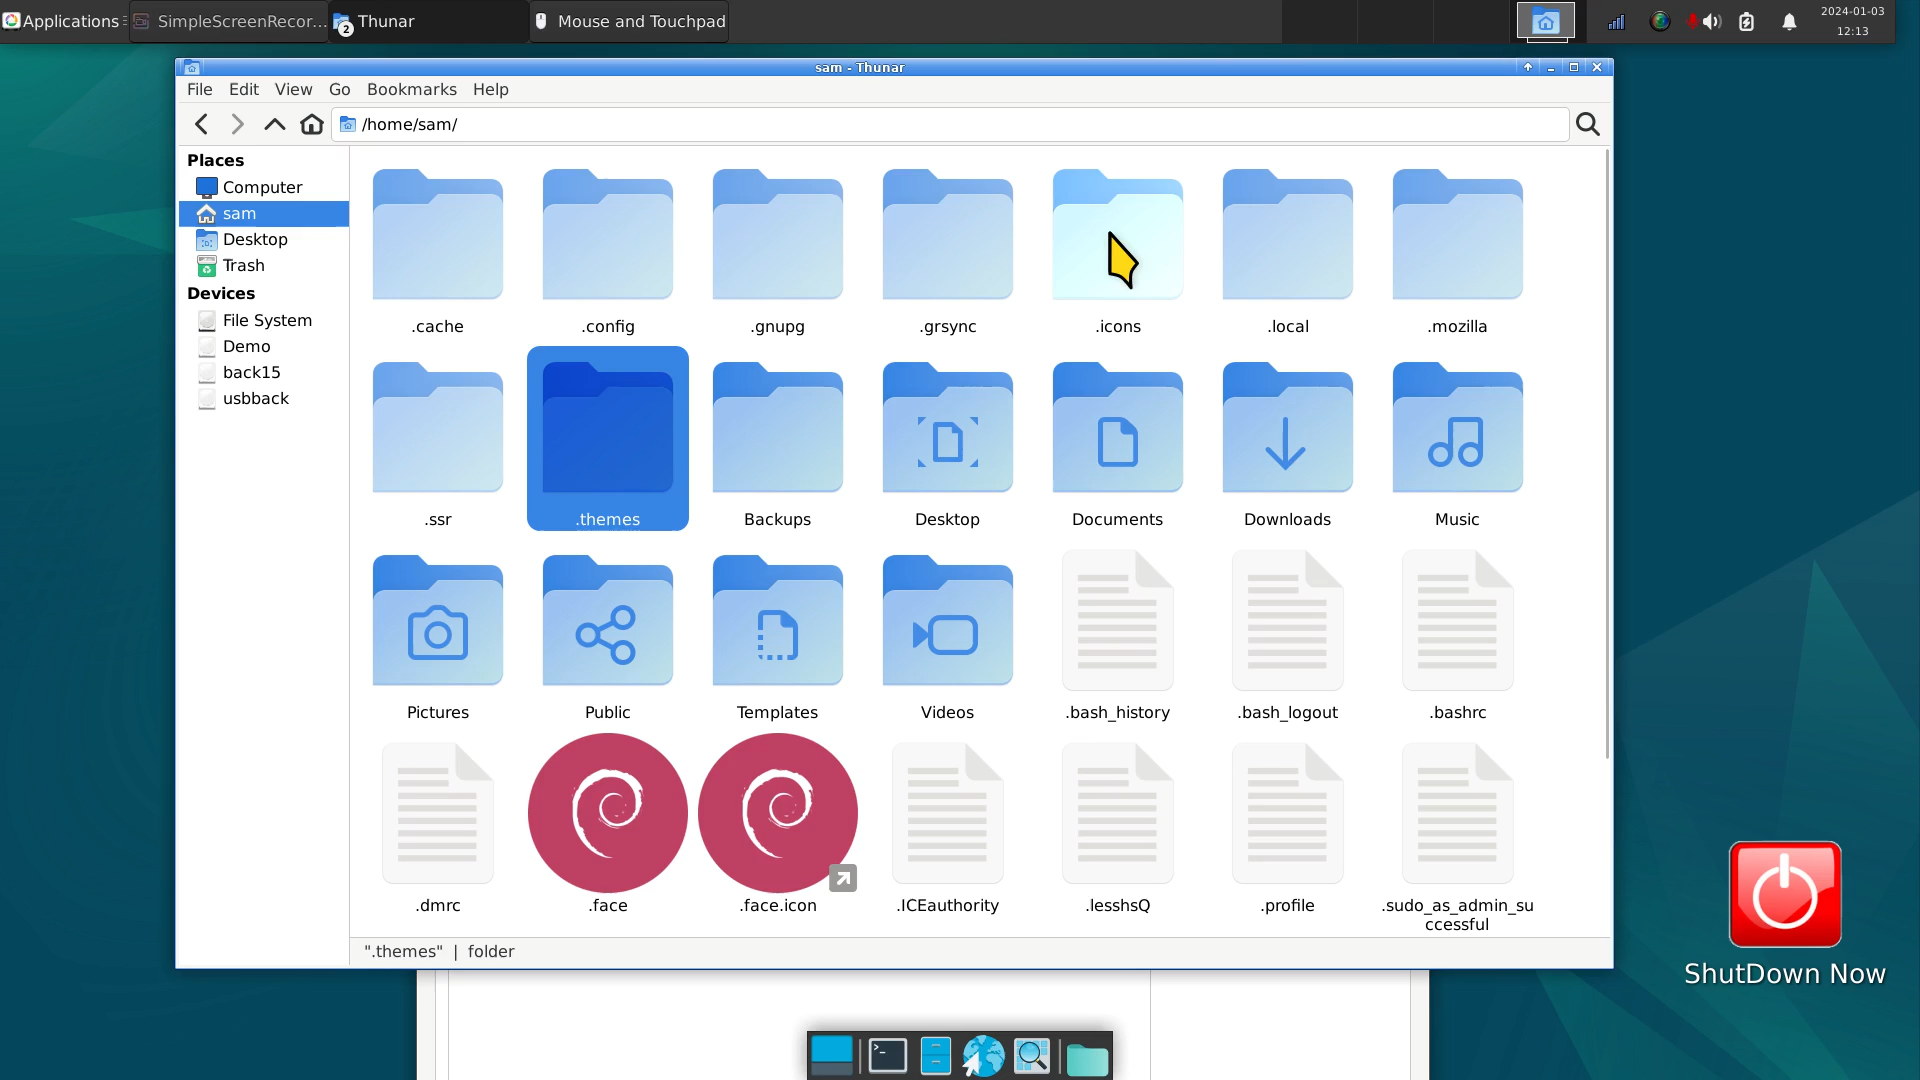 Applications
SimpleScreenRecor...
2
Thunar
Mouse and Touchpad
2024-01-03
12:13
sam - Thunar
File Edit View Go Bookmarks Help
/home/sam/
Places
Computer
sam
Desktop
Trash
Devices
File System
Demo
back15
usbback
.cache .config .gnupg .grsync .icons .local .mozilla
.ssr .themes Backups Desktop Documents Downloads Music
Pictures Public Templates Videos .bash_history .bash_logout .bashrc
.dmrc .face .face.icon .ICEauthority .lesshsQ .profile .sudo_as_admin_su
ccessful
".themes" | folder
ShutDown Now